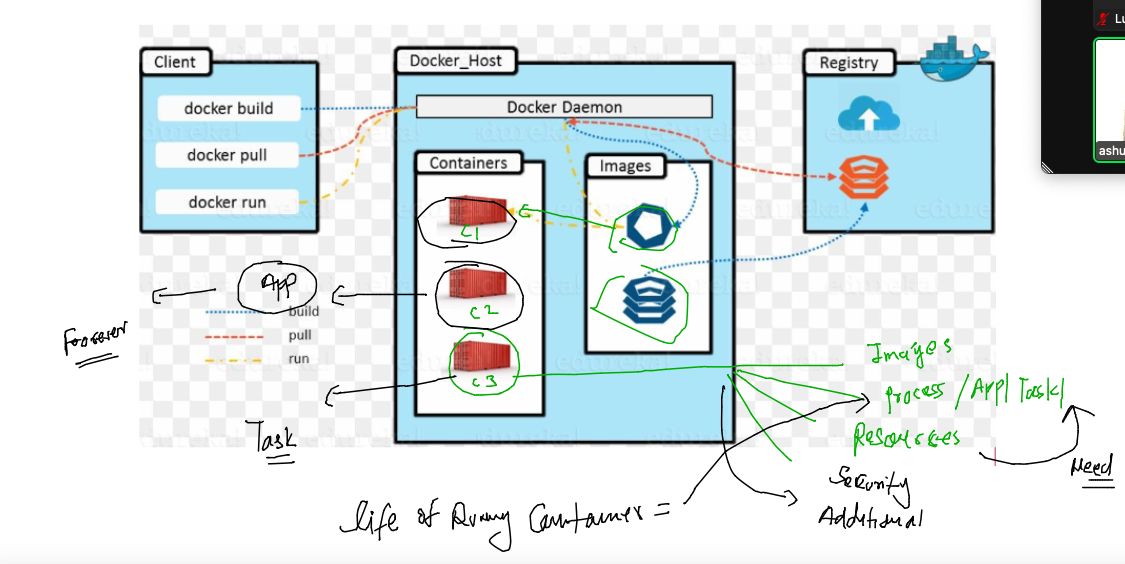 Lu
ashu
Client
docker build
docker pull
docker run
Docker_Host
Docker Daemon
Containers
C1
C2
C3
Images
Registry
edureka!
build
pull
run
App
Forever
Task
Images
process / App/ Task/
Resources
Need
Security
Additional
life of Running Container =